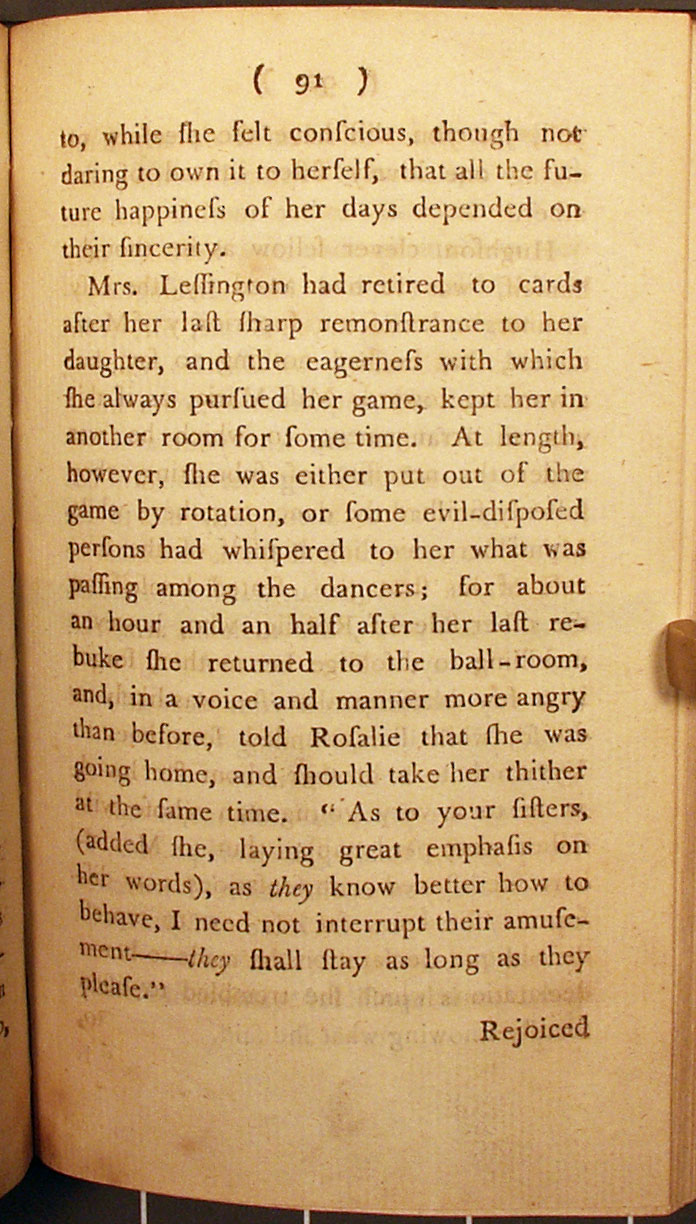 ( 91 )
to, while ſhe felt conſcious, though not
daring to own it to herſelf, that all the fu-
ture happineſs of her days depended on
their ſincerity.
Mrs. Leſſington had retired to cards
after her laſt ſharp remonſtrance to her
daughter, and the eagerneſs with which
ſhe always purſued her game, kept her in
another room for ſome time. At length,
however, ſhe was either put out of the
game by rotation, or ſome evil-diſpoſed
perſons had whiſpered to her what was
paſſing among the dancers; for about
an hour and an half after her laſt re-
buke ſhe returned to the ball-room,
and, in a voice and manner more angry
than before, told Roſalie that ſhe was
going home, and ſhould take her thither
at the ſame time. “ As to your ſiſters,
(added ſhe, laying great emphaſis on
her words), as they know better how to
behave, I need not interrupt their amuſe-
ment——they ſhall ſtay as long as they
pleaſe.”
Rejoiced